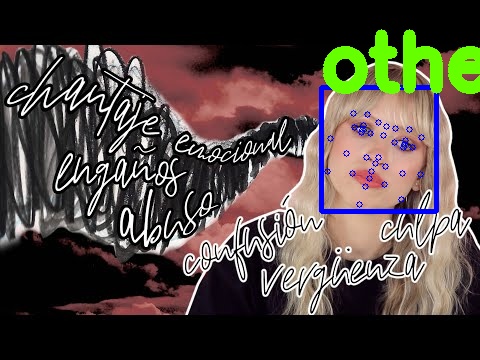 othe
chantaje
emocional
engaños
abuso
confusión
culpa
vergüenza